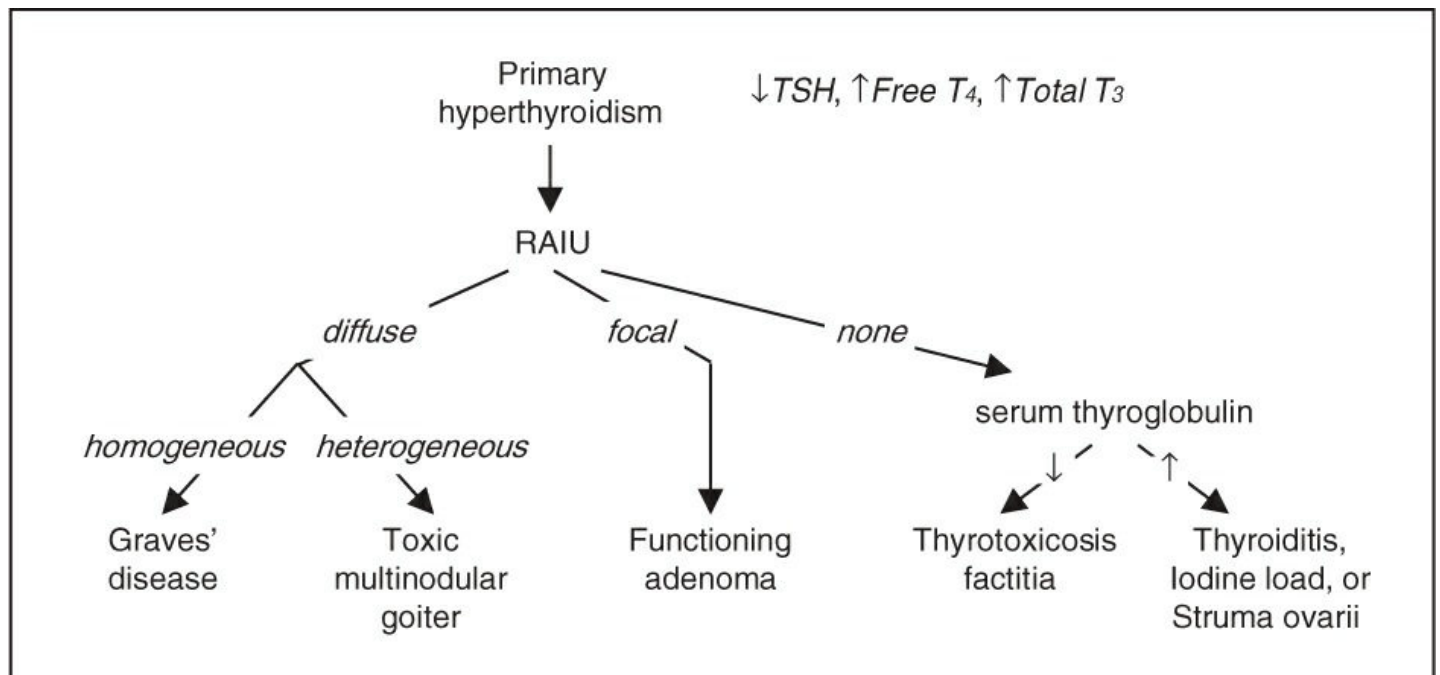 Primary
hyperthyroidism
↓TSH, ↑Free T4, ↑Total T3
RAIU
diffuse
focal
none
homogeneous
heterogeneous
serum thyroglobulin
↓
↑
Graves'
disease
Toxic
multinodular
goiter
Functioning
adenoma
Thyrotoxicosis
factitia
Thyroiditis,
Iodine load, or
Struma ovarii